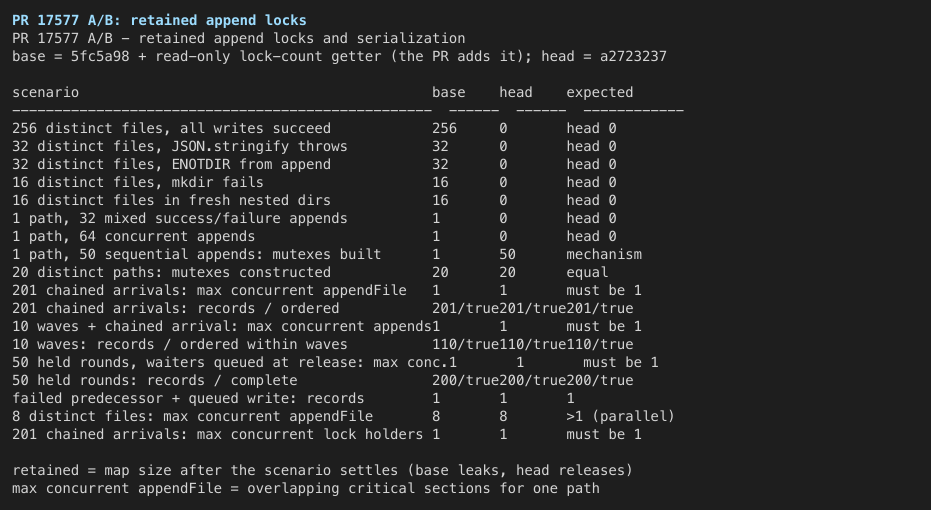 PR 17577 A/B: retained append locks
PR 17577 A/B - retained append locks and serialization
base = 5fc5a98 + read-only lock-count getter (the PR adds it); head = a2723237

scenario                                          base    head    expected
--------------------------------------------------  ------  ------  ------------
256 distinct files, all writes succeed            256     0       head 0
32 distinct files, JSON.stringify throws          32      0       head 0
32 distinct files, ENOTDIR from append            32      0       head 0
16 distinct files, mkdir fails                    16      0       head 0
16 distinct files in fresh nested dirs            16      0       head 0
1 path, 32 mixed success/failure appends          1       0       head 0
1 path, 64 concurrent appends                     1       0       head 0
1 path, 50 sequential appends: mutexes built      1       50      mechanism
20 distinct paths: mutexes constructed            20      20      equal
201 chained arrivals: max concurrent appendFile   1       1       must be 1
201 chained arrivals: records / ordered           201/true201/true201/true
10 waves + chained arrival: max concurrent appends1       1       must be 1
10 waves: records / ordered within waves          110/true110/true110/true
50 held rounds, waiters queued at release: max conc.1       1       must be 1
50 held rounds: records / complete                200/true200/true200/true
failed predecessor + queued write: records        1       1       1
8 distinct files: max concurrent appendFile       8       8       >1 (parallel)
201 chained arrivals: max concurrent lock holders 1       1       must be 1

retained = map size after the scenario settles (base leaks, head releases)
max concurrent appendFile = overlapping critical sections for one path